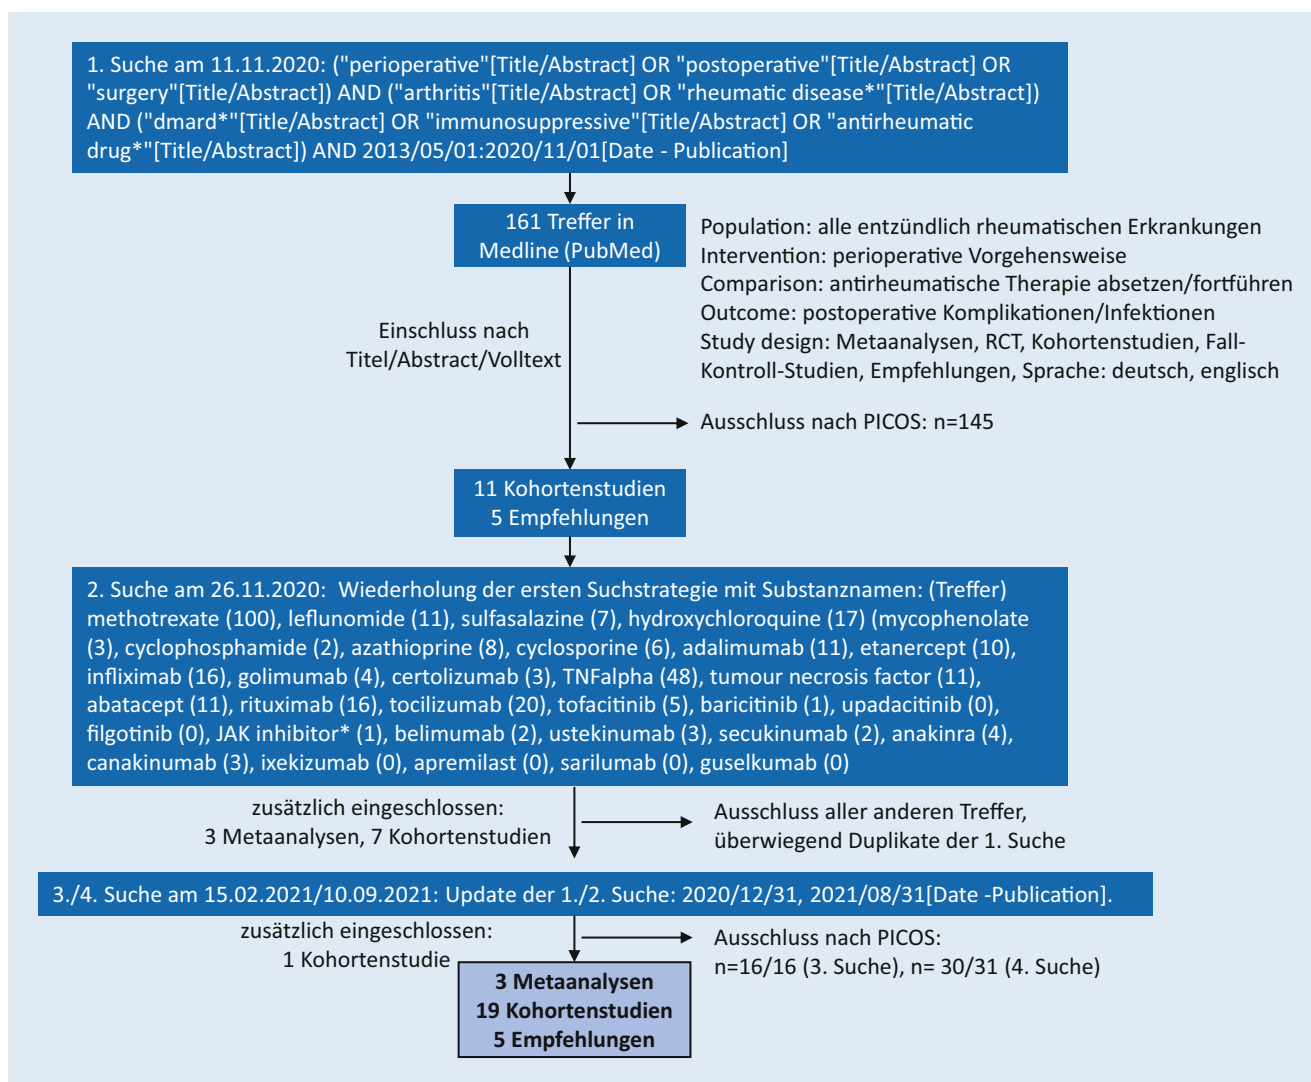 1. Suche am 11.11.2020: ("perioperative"[Title/Abstract] OR "postoperative"[Title/Abstract] OR
"surgery"[Title/Abstract]) AND ("arthritis"[Title/Abstract] OR "rheumatic disease*"[Title/Abstract])
AND ("dmard*"[Title/Abstract] OR "immunosuppressive"[Title/Abstract] OR "antirheumatic
drug*"[Title/Abstract]) AND 2013/05/01:2020/11/01[Date - Publication]
161 Treffer in
Medline (PubMed)
Population: alle entzündlich rheumatischen Erkrankungen
Intervention: perioperative Vorgehensweise
Comparison: antirheumatische Therapie absetzen/fortführen
Outcome: postoperative Komplikationen/Infektionen
Study design: Metaanalysen, RCT, Kohortenstudien, Fall-
Kontroll-Studien, Empfehlungen, Sprache: deutsch, englisch
Einschluss nach
Titel/Abstract/Volltext
Ausschluss nach PICOS: n=145
11 Kohortenstudien
5 Empfehlungen
2. Suche am 26.11.2020: Wiederholung der ersten Suchstrategie mit Substanznamen: (Treffer)
methotrexate (100), leflunomide (11), sulfasalazine (7), hydroxychloroquine (17) (mycophenolate
(3), cyclophosphamide (2), azathioprine (8), cyclosporine (6), adalimumab (11), etanercept (10),
infliximab (16), golimumab (4), certolizumab (3), TNFalpha (48), tumour necrosis factor (11),
abatacept (11), rituximab (16), tocilizumab (20), tofacitinib (5), baricitinib (1), upadacitinib (0),
filgotinib (0), JAK inhibitor* (1), belimumab (2), ustekinumab (3), secukinumab (2), anakinra (4),
canakinumab (3), ixekizumab (0), apremilast (0), sarilumab (0), guselkumab (0)
zusätzlich eingeschlossen:
3 Metaanalysen, 7 Kohortenstudien
Ausschluss aller anderen Treffer,
überwiegend Duplikate der 1. Suche
3./4. Suche am 15.02.2021/10.09.2021: Update der 1./2. Suche: 2020/12/31, 2021/08/31[Date -Publication].
zusätzlich eingeschlossen:
1 Kohortenstudie
Ausschluss nach PICOS:
n=16/16 (3. Suche), n= 30/31 (4. Suche)
3 Metaanalysen
19 Kohortenstudien
5 Empfehlungen